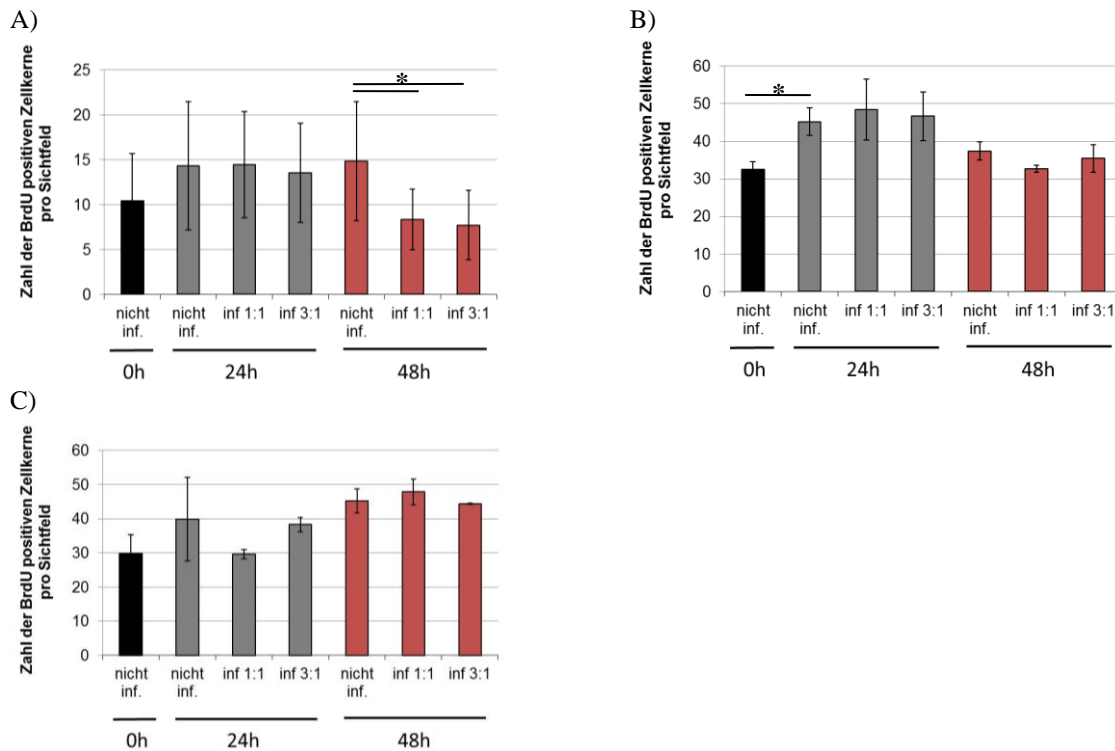 A)
Zahl der BrdU positiven Zellkerne
pro Sichtfeld
25
20
15
10
5
0
*
nicht inf.
nicht inf.
inf 1:1
inf 3:1
nicht inf.
inf 1:1
inf 3:1
0h
24h
48h
B)
Zahl der BrdU positiven Zellkerne
pro Sichtfeld
60
50
40
30
20
10
0
*
nicht inf.
nicht inf.
inf 1:1
inf 3:1
nicht inf.
inf 1:1
inf 3:1
0h
24h
48h
C)
Zahl der BrdU positiven Zellkerne
pro Sichtfeld
60
50
40
30
20
10
0
nicht inf.
nicht inf.
inf 1:1
inf 3:1
nicht inf.
inf 1:1
inf 3:1
0h
24h
48h